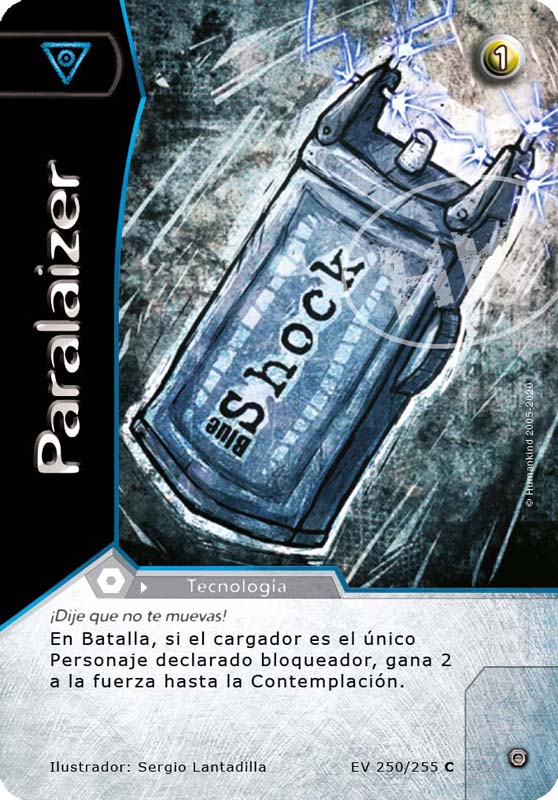 1
Paralaizer
Blue
Shock
© Humankind 2005-2020
Tecnología
¡Dije que no te muevas!
En Batalla, si el cargador es el único
Personaje declarado bloqueador, gana 2
a la fuerza hasta la Contemplación.
Ilustrador: Sergio Lantadilla
EV 250/255 C